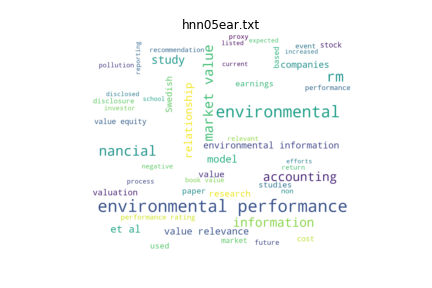 hnn05ear.txt
proxy
listed
expected
recommendation
event
stock
increased
reporting
study
market value
based
pollution
current
companies
rm
Swedish
relationship
earnings
performance
disclosed
school
disclosure
investor
environmental
value equity
relevant
nancial
environmental information
model
efforts
return
negative
value
accounting
process
book value
studies
valuation
paper
research
non
environmental performance
performance rating
information
et al
value relevance
used
market
future
cost